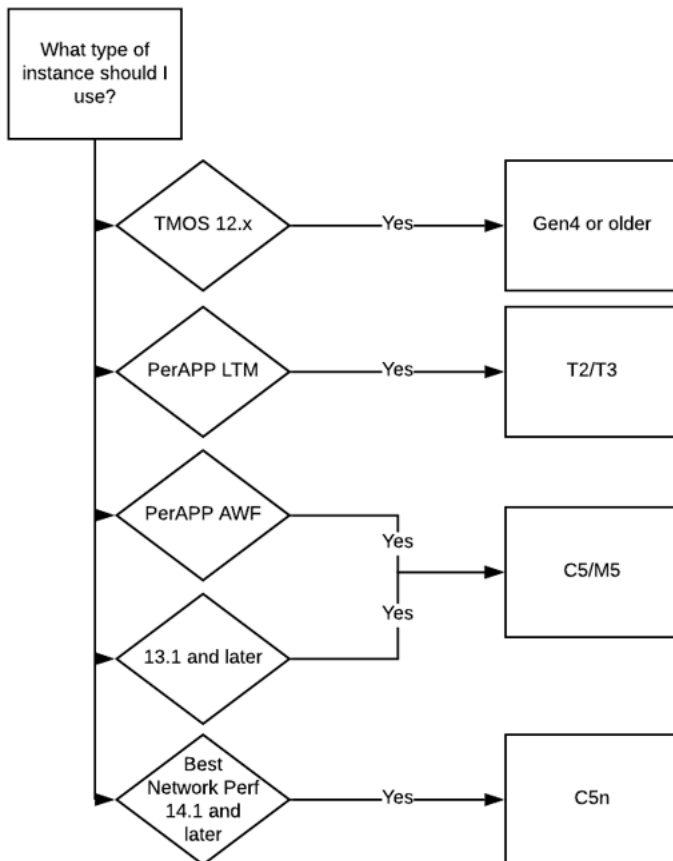 What type of
instance should I
use?
TMOS 12.x
Yes
Gen4 or older
PerAPP LTM
Yes
T2/T3
PerAPP AWF
Yes
C5/M5
Yes
13.1 and later
Best
Network Perf
14.1 and
later
Yes
C5n